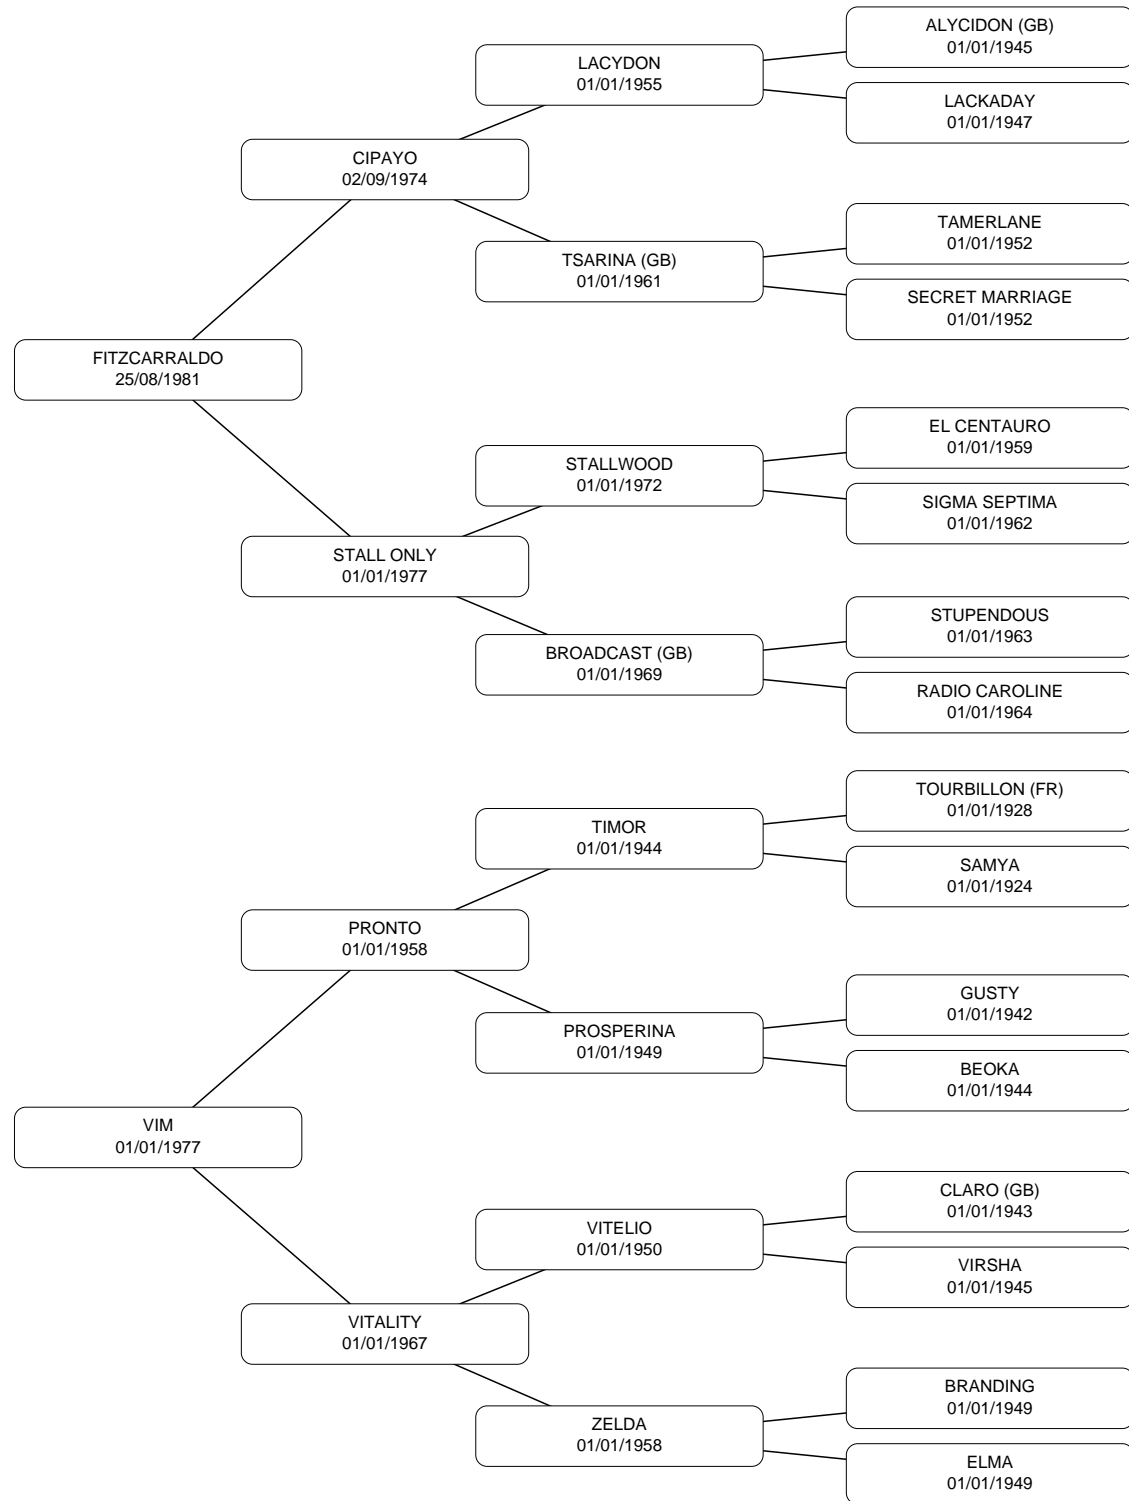 ALYCIDON (GB)
01/01/1945
LACYDON
01/01/1955
LACKADAY
01/01/1947
CIPAYO
02/09/1974
TAMERLANE
01/01/1952
TSARINA (GB)
01/01/1961
SECRET MARRIAGE
01/01/1952
FITZCARRALDO
25/08/1981
EL CENTAURO
01/01/1959
STALLWOOD
01/01/1972
SIGMA SEPTIMA
01/01/1962
STALL ONLY
01/01/1977
STUPENDOUS
01/01/1963
BROADCAST (GB)
01/01/1969
RADIO CAROLINE
01/01/1964
TOURBILLON (FR)
01/01/1928
TIMOR
01/01/1944
SAMYA
01/01/1924
PRONTO
01/01/1958
GUSTY
01/01/1942
PROSPERINA
01/01/1949
BEOKA
01/01/1944
VIM
01/01/1977
CLARO (GB)
01/01/1943
VITELIO
01/01/1950
VIRSHA
01/01/1945
VITALITY
01/01/1967
BRANDING
01/01/1949
ZELDA
01/01/1958
ELMA
01/01/1949